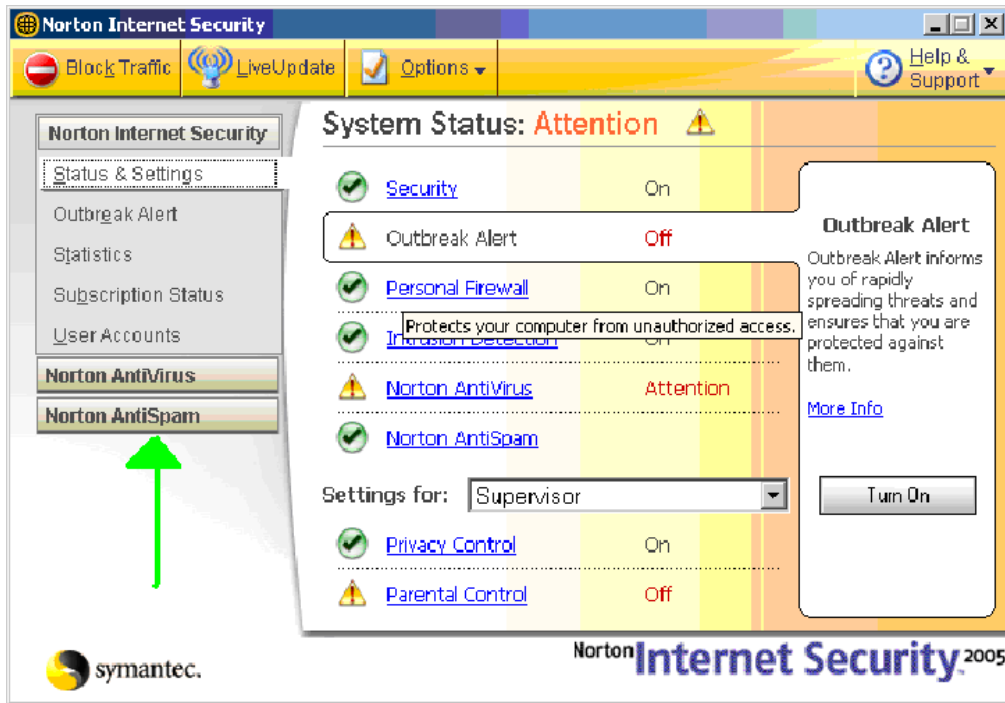 Norton Internet Security
Block Traffic
LiveUpdate
Options
Help & Support
Norton Internet Security
Status & Settings
Outbreak Alert
Statistics
Subscription Status
User Accounts
Norton AntiVirus
Norton AntiSpam
System Status: Attention
Security On
Outbreak Alert Off
Personal Firewall On
Protects your computer from unauthorized access.
Intrusion Detection On
Norton AntiVirus Attention
Norton AntiSpam
Settings for: Supervisor
Privacy Control On
Parental Control Off
Outbreak Alert
Outbreak Alert informs
you of rapidly
spreading threats and
ensures that you are
protected against
them.
More Info
Turn On
symantec.
Norton Internet Security 2005